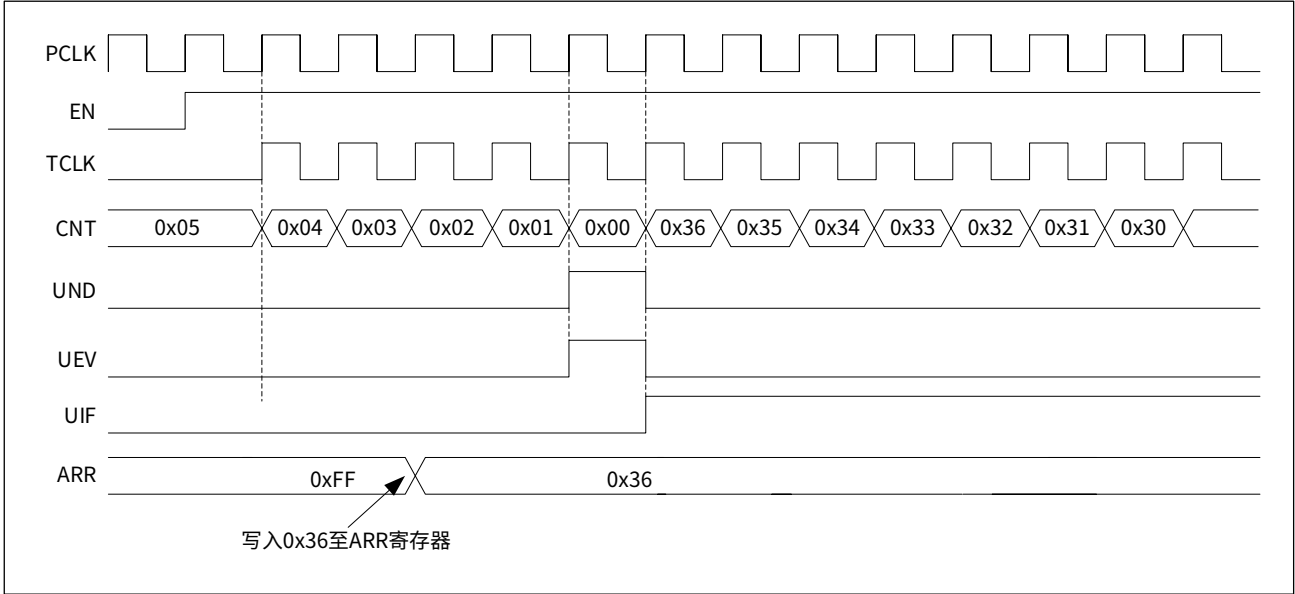 PCLK
EN
TCLK
CNT 0x05 0x04 0x03 0x02 0x01 0x00 0x36 0x35 0x34 0x33 0x32 0x31 0x30
UND
UEV
UIF
ARR 0xFF 0x36
写入0x36至ARR寄存器